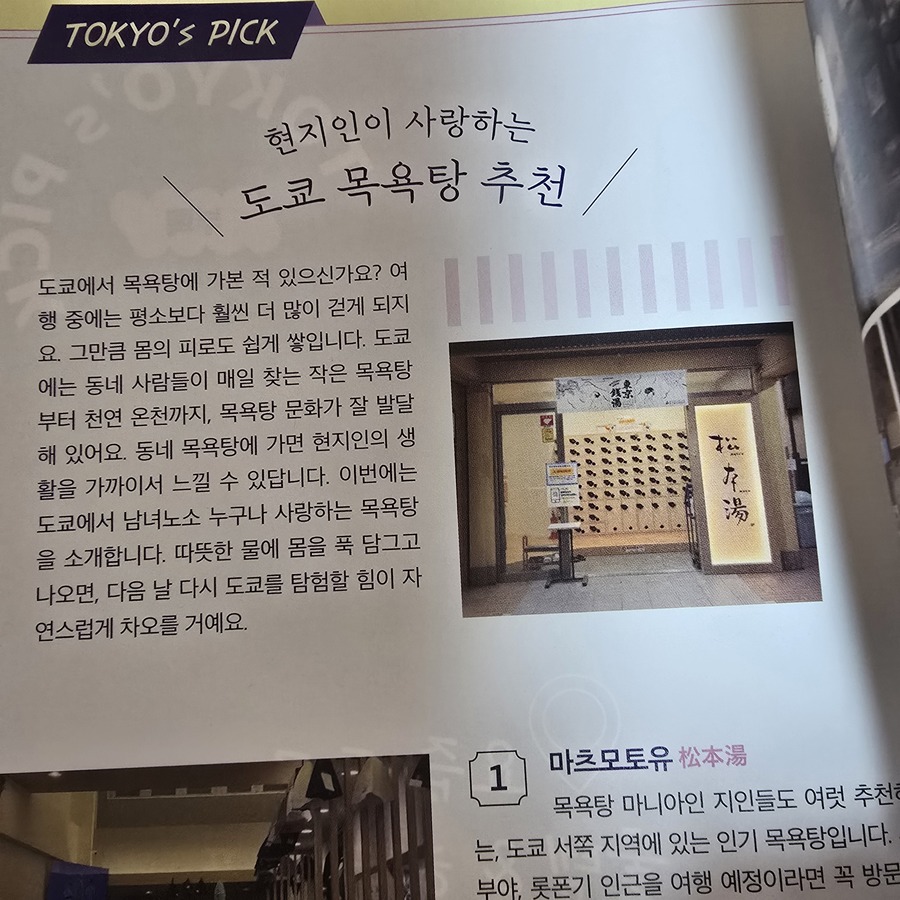 TOKYO's PICK
현지인이 사랑하는
도쿄 목욕탕 추천
도쿄에서 목욕탕에 가본 적 있으신가요? 여
행 중에는 평소보다 훨씬 더 많이 걷게 되지
요. 그만큼 몸의 피로도 쉽게 쌓입니다. 도쿄
에는 동네 사람들이 매일 찾는 작은 목욕탕
부터 천연 온천까지, 목욕탕 문화가 잘 발달
해 있어요. 동네 목욕탕에 가면 현지인의 생
활을 가까이서 느낄 수 있답니다. 이번에는
도쿄에서 남녀노소 누구나 사랑하는 목욕탕
을 소개합니다. 따뜻한 물에 몸을 푹 담그고
나오면, 다음 날 다시 도쿄를 탐험할 힘이 자
연스럽게 차오를 거예요.
東京
銭湯
松本湯
1 마츠모토유 松本湯
목욕탕 마니아인 지인들도 여럿 추천하
는, 도쿄 서쪽 지역에 있는 인기 목욕탕입니다.
부야, 롯폰기 인근을 여행 예정이라면 꼭 방문